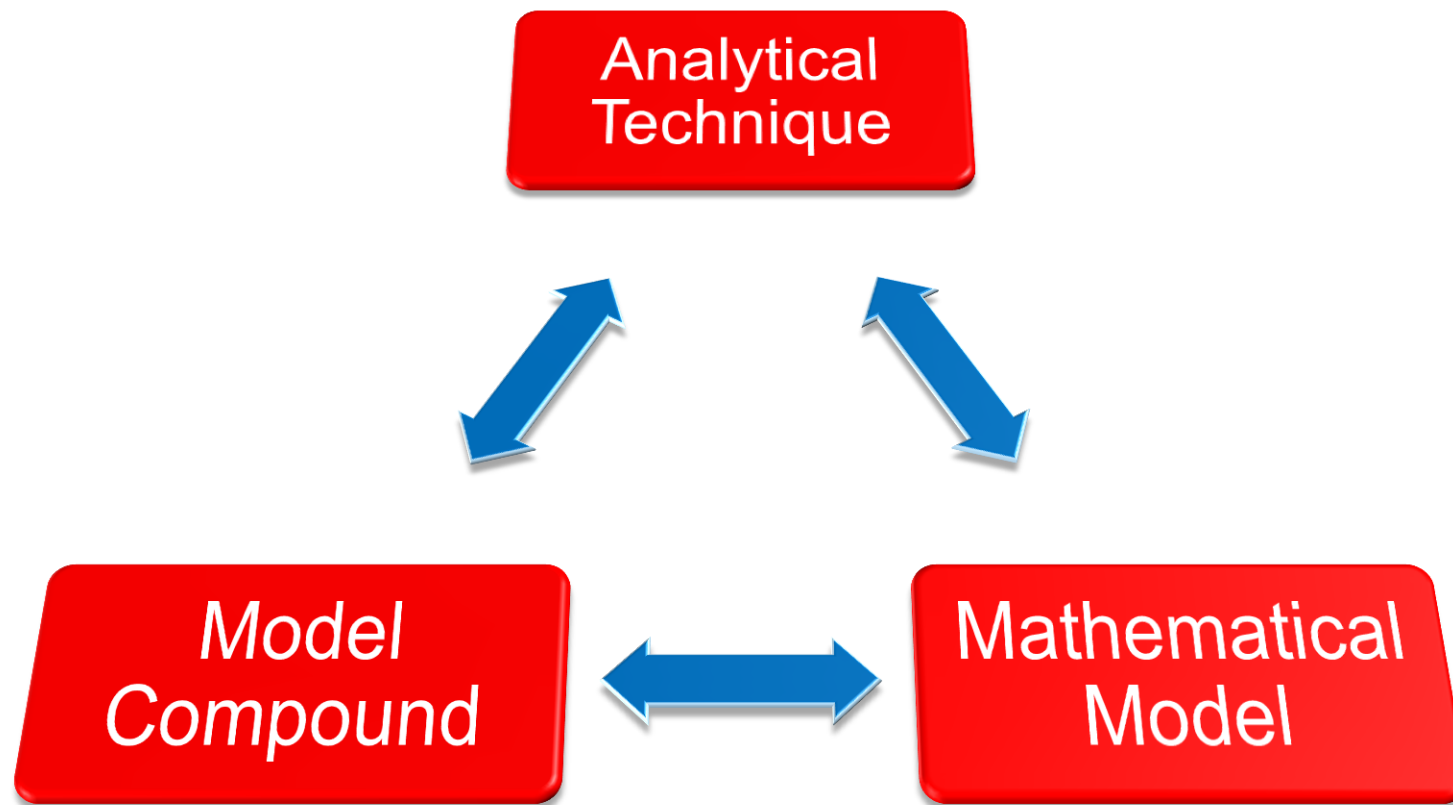 Analytical
Technique
Model
Compound
Mathematical
Model